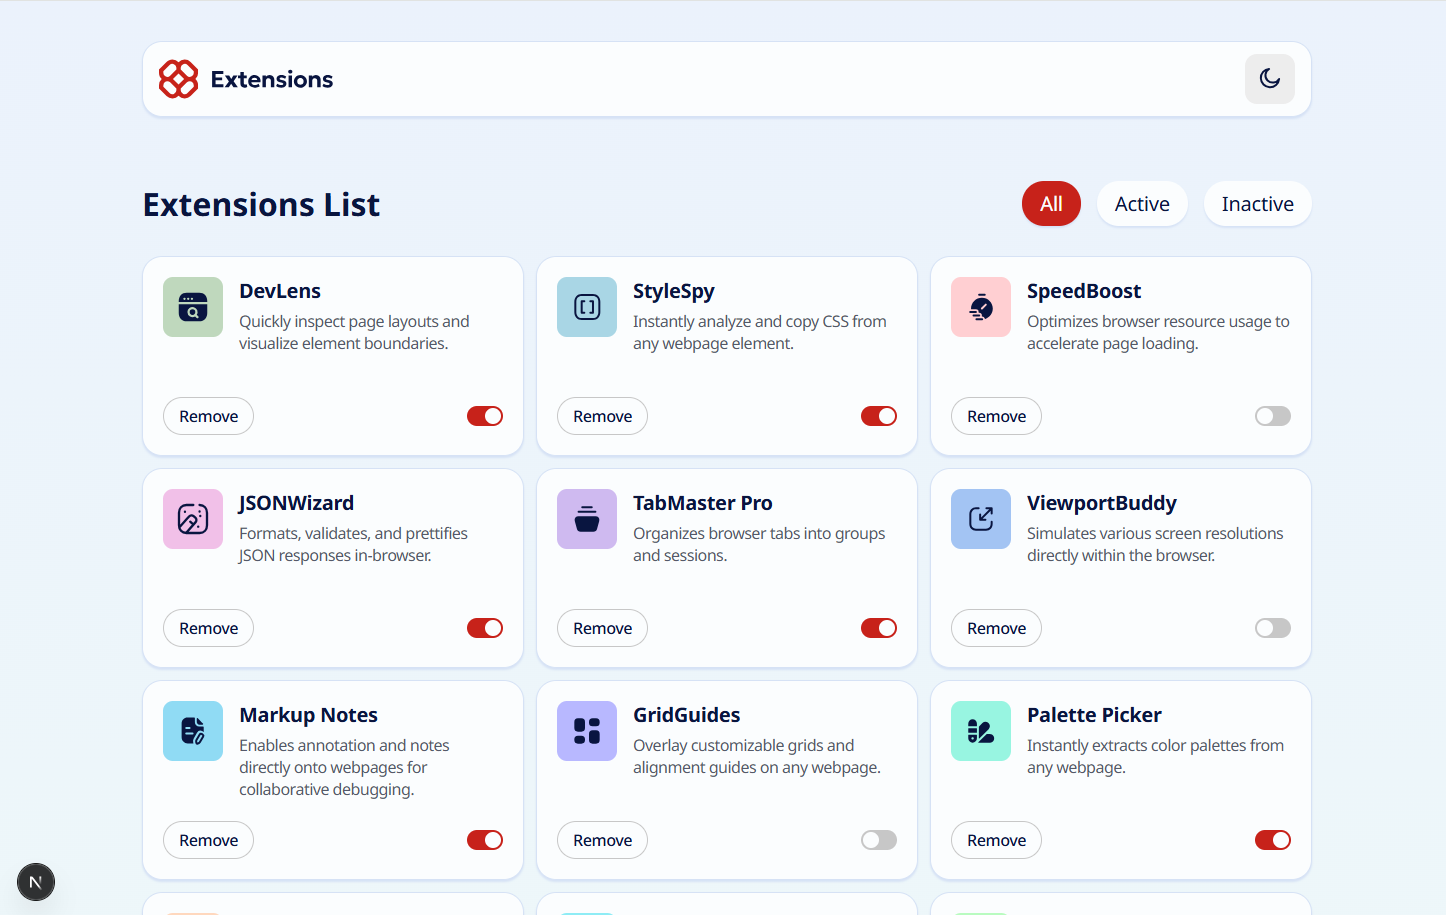 Extensions
Extensions List
All
Active
Inactive
DevLens
Quickly inspect page layouts and
visualize element boundaries.
Remove
StyleSpy
Instantly analyze and copy CSS from
any webpage element.
Remove
SpeedBoost
Optimizes browser resource usage to
accelerate page loading.
Remove
JSONWizard
Formats, validates, and prettifies
JSON responses in-browser.
Remove
TabMaster Pro
Organizes browser tabs into groups
and sessions.
Remove
ViewportBuddy
Simulates various screen resolutions
directly within the browser.
Remove
Markup Notes
Enables annotation and notes
directly onto webpages for
collaborative debugging.
Remove
GridGuides
Overlay customizable grids and
alignment guides on any webpage.
Remove
Palette Picker
Instantly extracts color palettes from
any webpage.
Remove
N